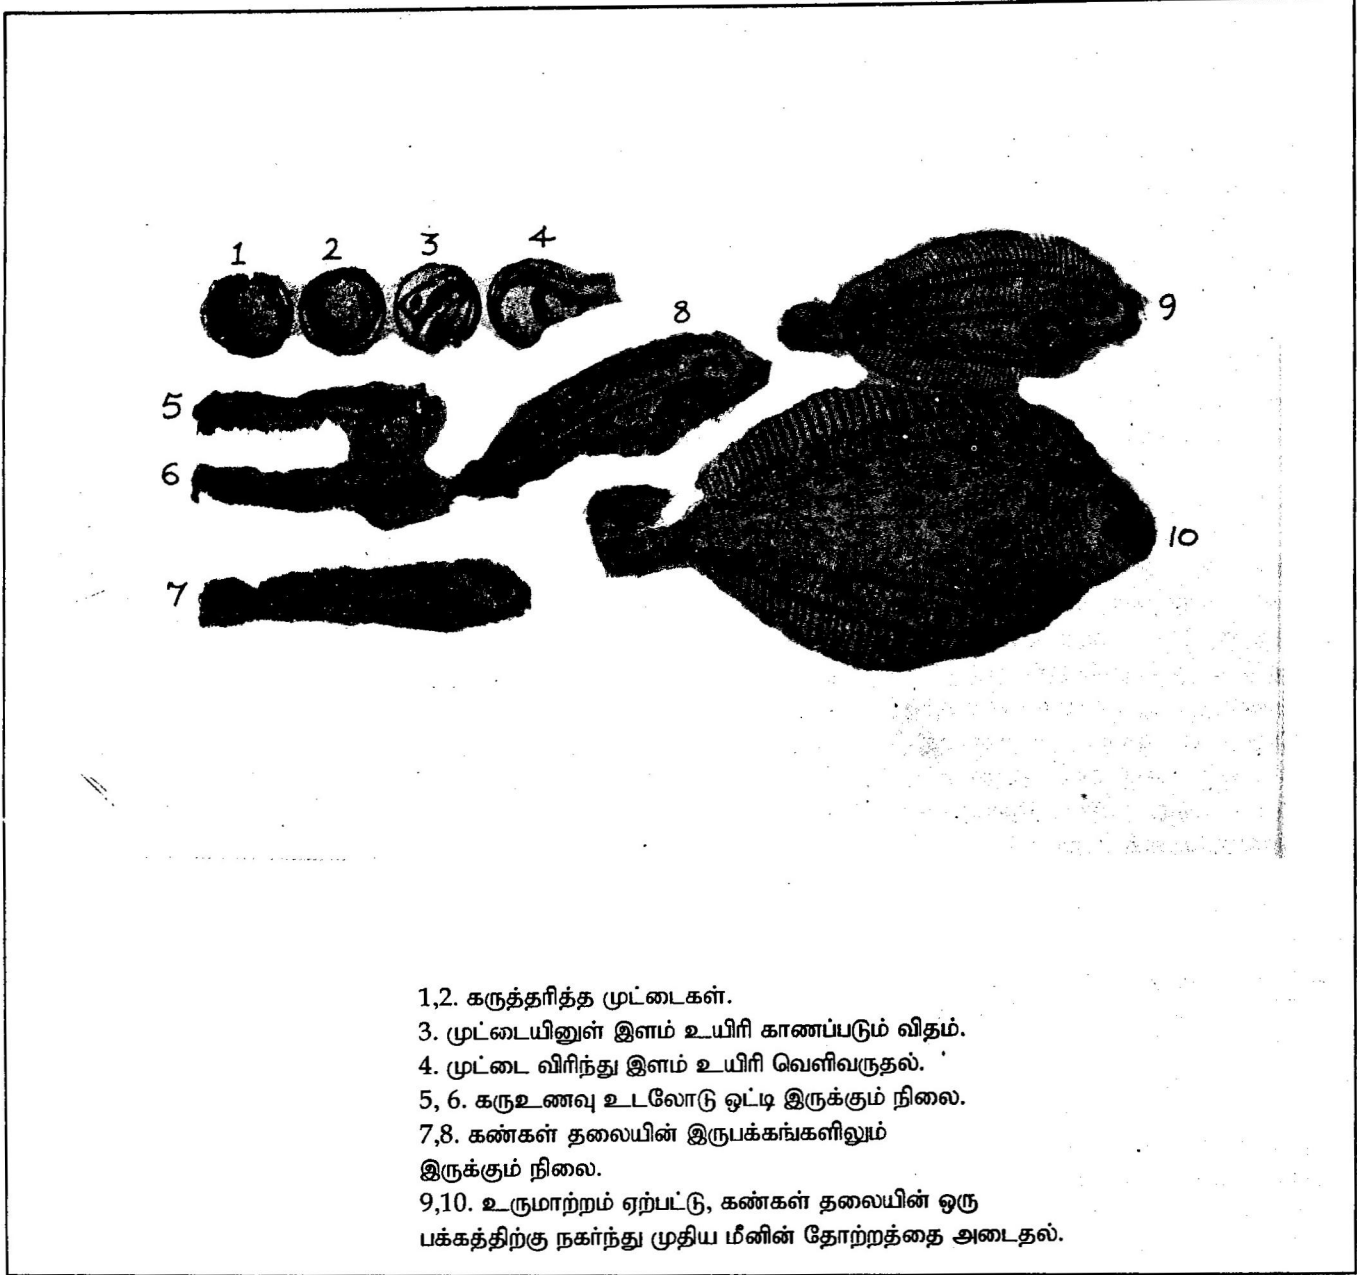 1
2
3
4
8
9
5
6
10
7
1,2. கருத்தரித்த முட்டைகள்.
3. முட்டையினுள் இளம் உயிரி காணப்படும் விதம்.
4. முட்டை விரிந்து இளம் உயிரி வெளிவருதல்.
5, 6. கருஉணவு உடலோடு ஒட்டி இருக்கும் நிலை.
7,8. கண்கள் தலையின் இருபக்கங்களிலும்
இருக்கும் நிலை.
9,10. உருமாற்றம் ஏற்பட்டு, கண்கள் தலையின் ஒரு
பக்கத்திற்கு நகர்ந்து முதிய மீனின் தோற்றத்தை அடைதல்.